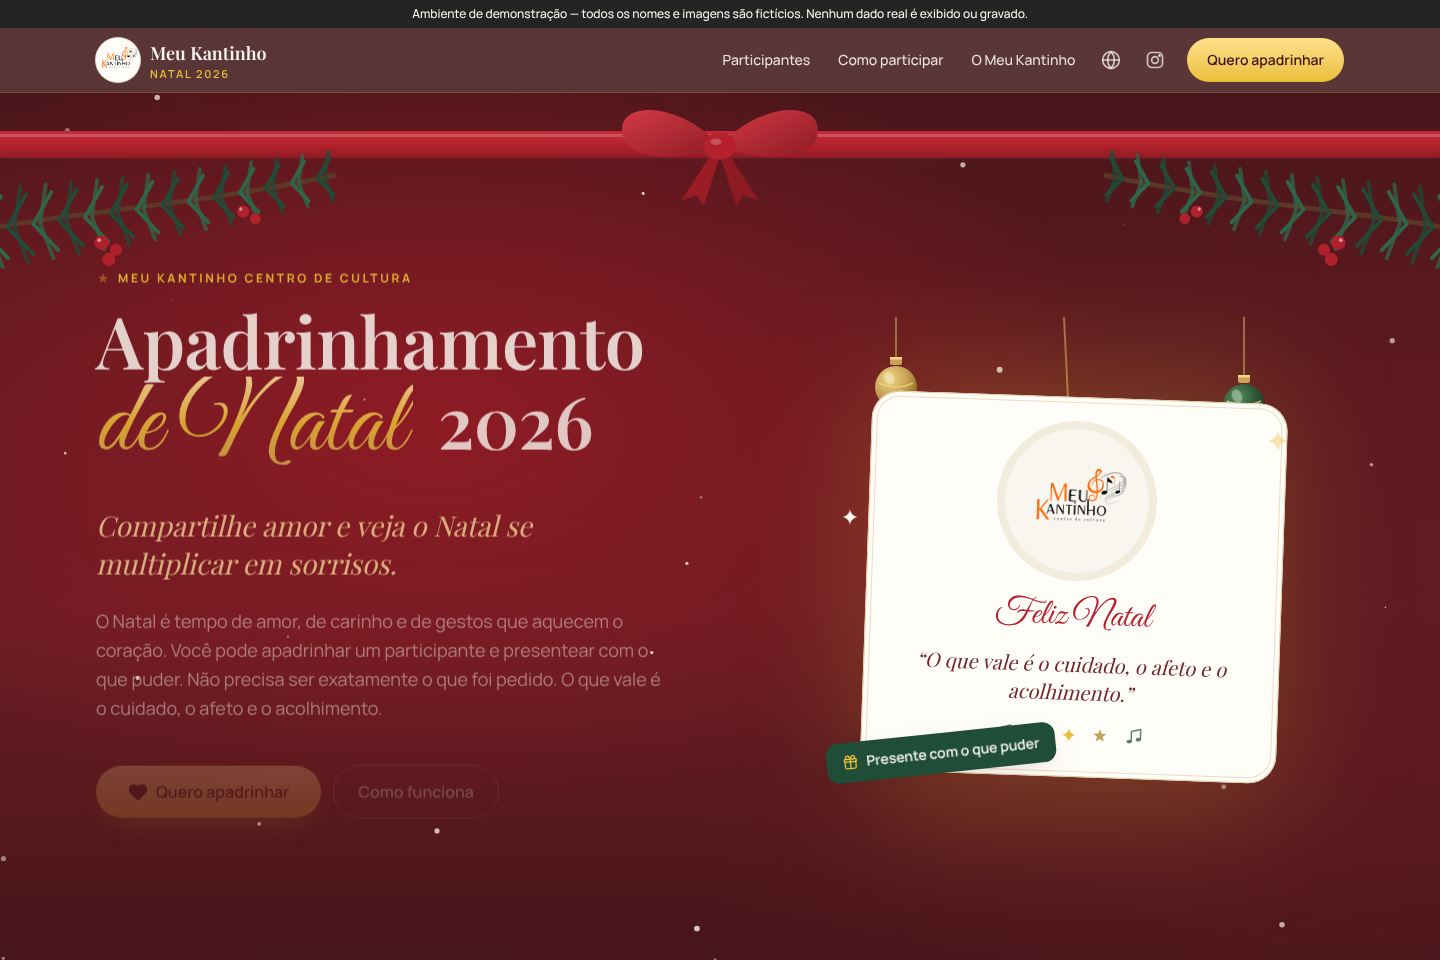 Ambiente de demonstração — todos os nomes e imagens são fictícios. Nenhum dado real é exibido ou gravado.
Meu Kantinho
NATAL 2026
Participantes
Como participar
O Meu Kantinho
Quero apadrinhar
MEU KANTINHO CENTRO DE CULTURA
Apadrinhamento
de Natal 2026
Compartilhe amor e veja o Natal se
multiplicar em sorrisos.
O Natal é tempo de amor, de carinho e de gestos que aquecem o
coração. Você pode apadrinhar um participante e presentear com o
que puder. Não precisa ser exatamente o que foi pedido. O que vale é
o cuidado, o afeto e o acolhimento.
Quero apadrinhar
Como funciona
MEU
KANTINHO
centro de cultura
Feliz Natal
“O que vale é o cuidado, o afeto e o
acolhimento.”
Presente com o que puder